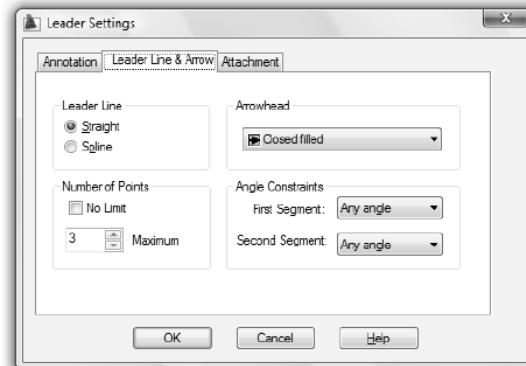 Leader Settings
X
Annotation Leader Line & Arrow Attachment
Leader Line
Straight
Spline
Arrowhead
Closed filled
Number of Points
No Limit
3 Maximum
Angle Constraints
First Segment: Any angle
Second Segment: Any angle
OK Cancel Help